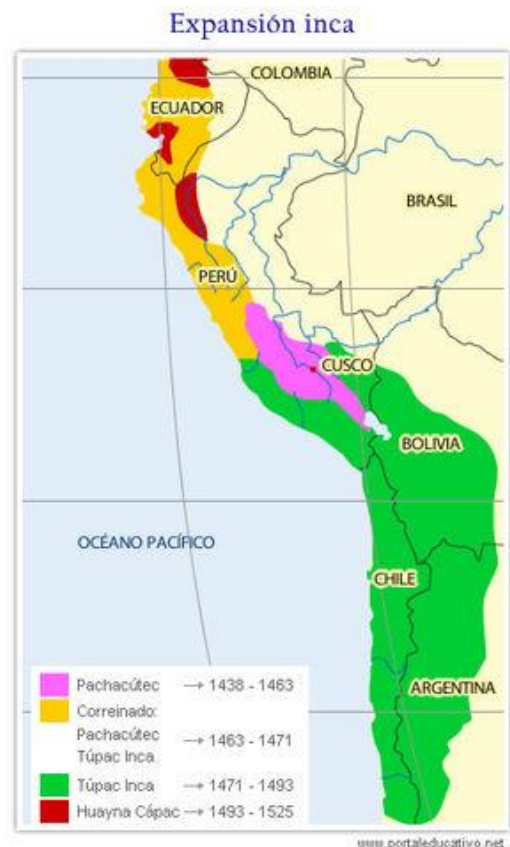 Expansión inca
COLOMBIA
ECUADOR
BRASIL
PERÚ
CUSCO
BOLIVIA
OCÉANO PACÍFICO
CHILE
ARGENTINA
Pachacútec → 1438 - 1463
Correinado:
Pachacútec
Túpac Inca → 1463 - 1471
Túpac Inca → 1471 - 1493
Huayna Cápac → 1493 - 1525
www.portaleducativo.net